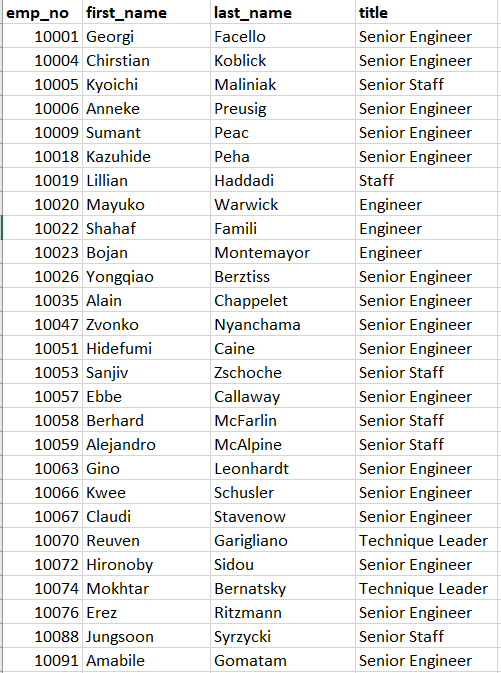 emp_no first_name last_name title
10001 Georgi Facello Senior Engineer
10004 Chirstian Koblick Senior Engineer
10005 Kyoichi Maliniak Senior Staff
10006 Anneke Preusig Senior Engineer
10009 Sumant Peac Senior Engineer
10018 Kazuhide Peha Senior Engineer
10019 Lillian Haddadi Staff
10020 Mayuko Warwick Engineer
10022 Shahaf Famili Engineer
10023 Bojan Montemayor Engineer
10026 Yongqiao Berztiss Senior Engineer
10035 Alain Chappelet Senior Engineer
10047 Zvonko Nyanchama Senior Engineer
10051 Hidefumi Caine Senior Engineer
10053 Sanjiv Zschoche Senior Staff
10057 Ebbe Callaway Senior Engineer
10058 Berhard McFarlin Senior Staff
10059 Alejandro McAlpine Senior Staff
10063 Gino Leonhardt Senior Engineer
10066 Kwee Schusler Senior Engineer
10067 Claudi Stavenow Senior Engineer
10070 Reuven Garigliano Technique Leader
10072 Hironoby Sidou Senior Engineer
10074 Mokhtar Bernatsky Technique Leader
10076 Erez Ritzmann Senior Engineer
10088 Jungsoon Syrzycki Senior Staff
10091 Amabile Gomatam Senior Engineer